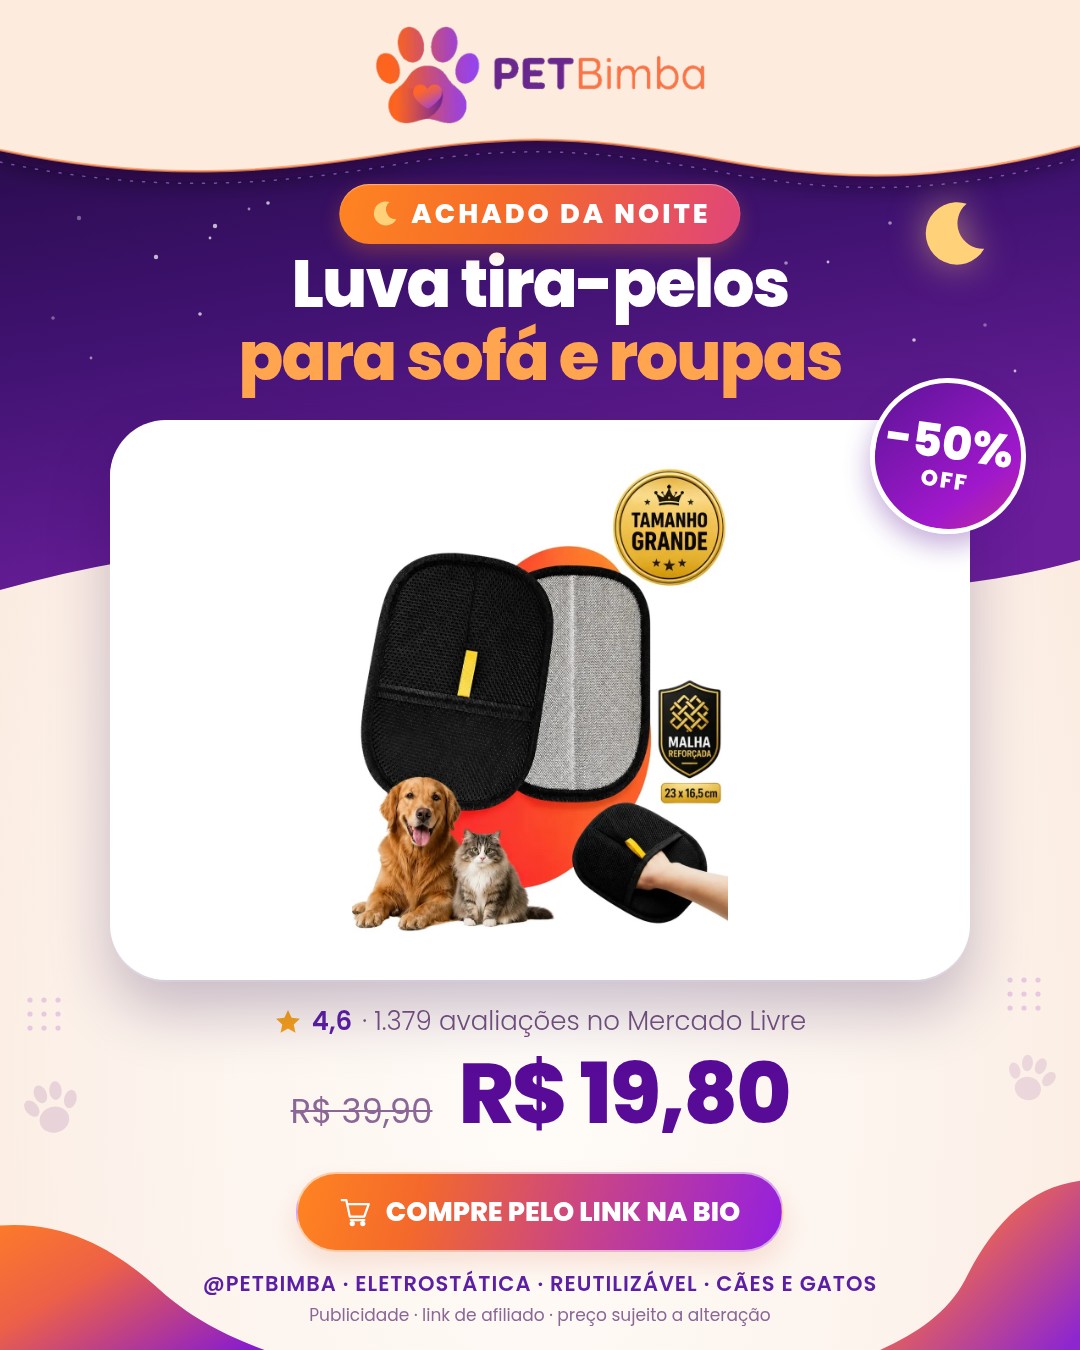 PETBimba
ACHADO DA NOITE
Luva tira-pelos
para sofá e roupas
-50%
OFF
TAMANHO
GRANDE
MALHA
REFORÇADA
23 x 16,5 cm
4,6 · 1.379 avaliações no Mercado Livre
R$ 39,90 R$ 19,80
COMPRE PELO LINK NA BIO
@PETBIMBA · ELETROSTÁTICA · REUTILIZÁVEL · CÃES E GATOS
Publicidade · link de afiliado · preço sujeito a alteração